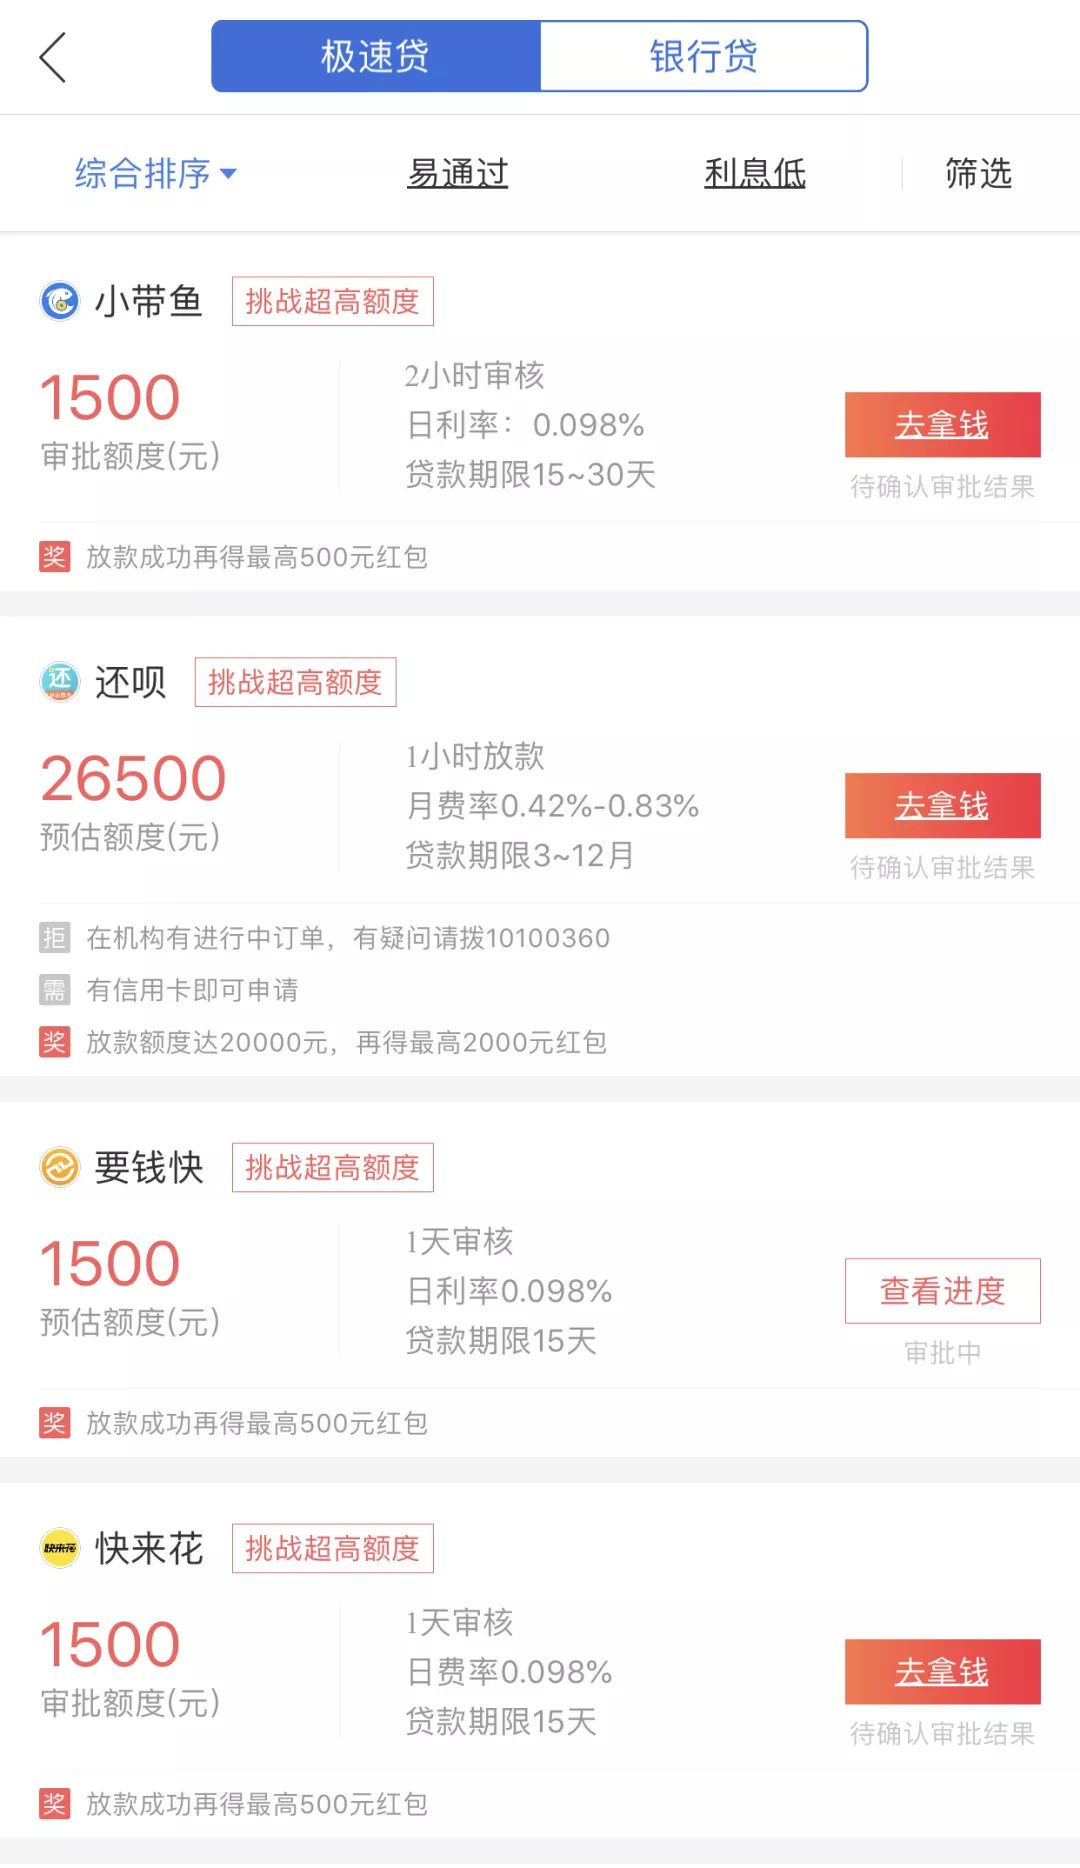 极速贷 银行贷
综合排序 易通过 利息低 筛选
小带鱼 挑战超高额度
1500
审批额度(元)
2小时审核
日利率：0.098%
贷款期限15~30天
去拿钱
待确认审批结果
奖 放款成功再得最高500元红包
还 还呗 挑战超高额度
26500
预估额度(元)
1小时放款
月费率0.42%-0.83%
贷款期限3~12月
去拿钱
待确认审批结果
拒 在机构有进行中订单，有疑问请拨10100360
需 有信用卡即可申请
奖 放款额度达20000元，再得最高2000元红包
要钱快 挑战超高额度
1500
预估额度(元)
1天审核
日利率0.098%
贷款期限15天
查看进度
审批中
奖 放款成功再得最高500元红包
快来花 快来花 挑战超高额度
1500
审批额度(元)
1天审核
日费率0.098%
贷款期限15天
去拿钱
待确认审批结果
奖 放款成功再得最高500元红包